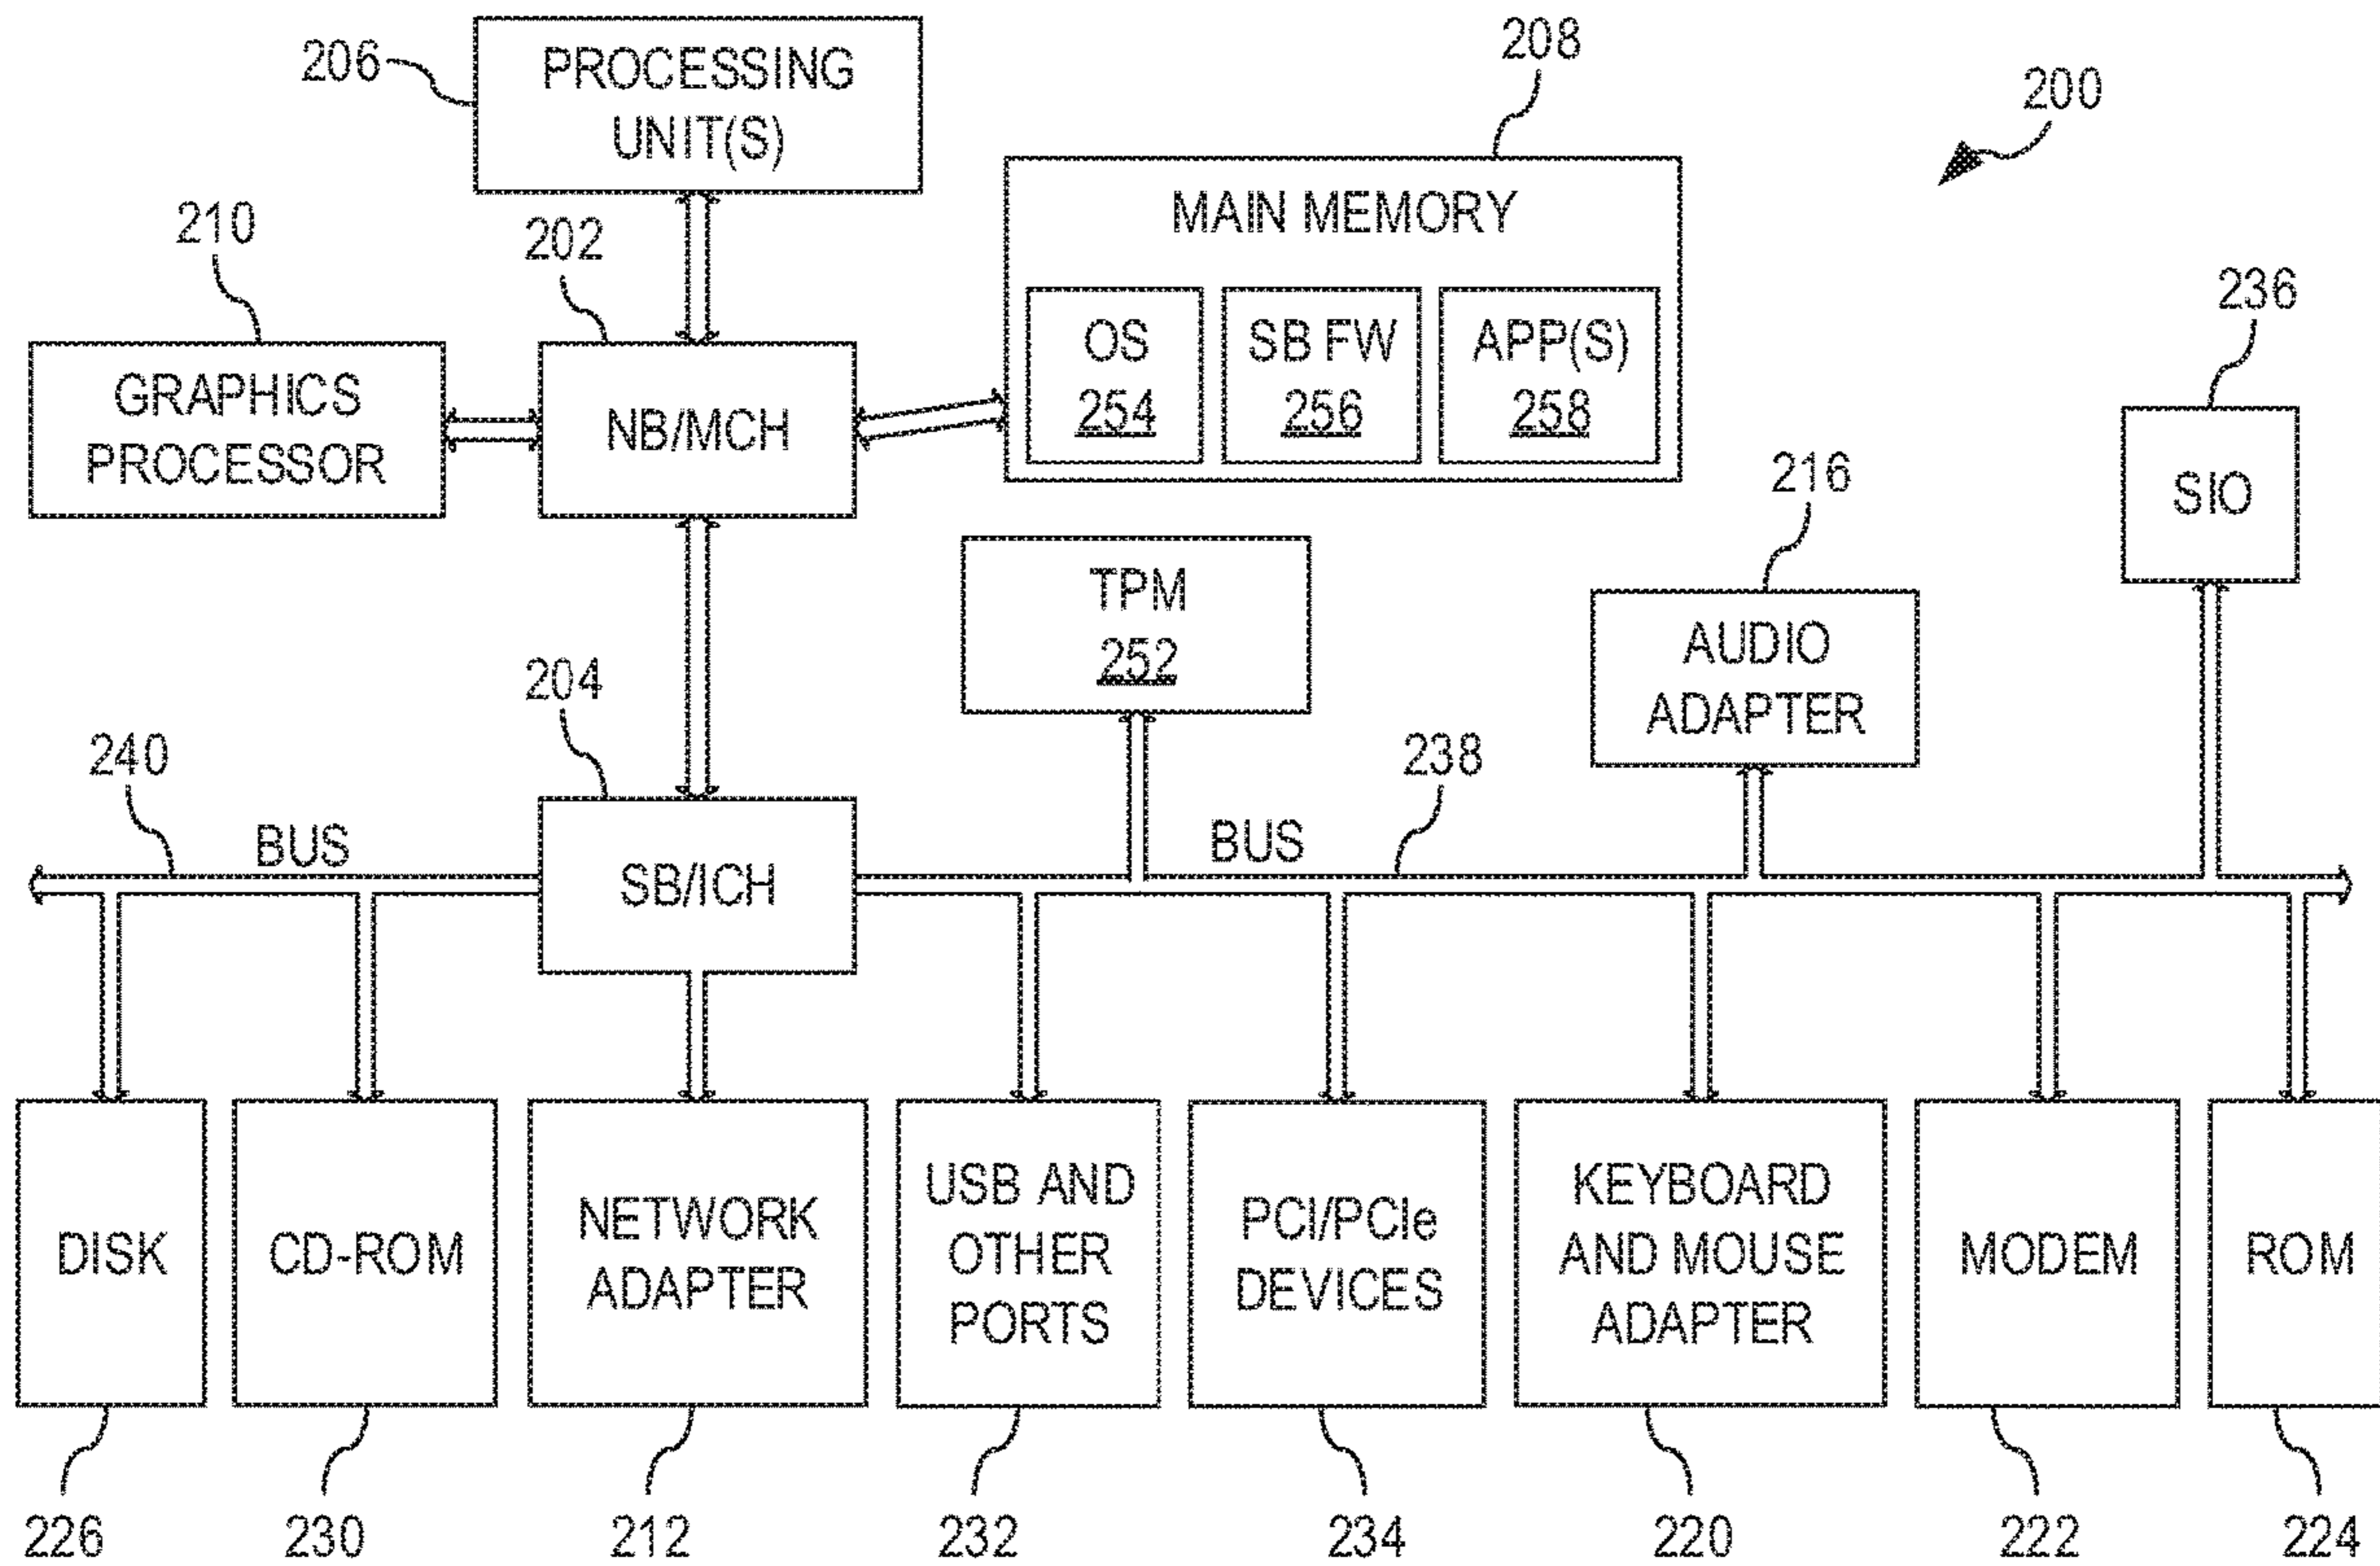 206
PROCESSING
UNIT(S)
208
200
210
202
MAIN MEMORY
236
GRAPHICS
PROCESSOR
NB/MCH
OS
254
SB FW
256
APP(S)
258
216
SIO
TPM
252
AUDIO
ADAPTER
204
240
238
BUS
SB/ICH
BUS
DISK
CD-ROM
NETWORK
ADAPTER
USB AND
OTHER
PORTS
PCI/PCIe
DEVICES
KEYBOARD
AND MOUSE
ADAPTER
MODEM
ROM
226
230
212
232
234
220
222
224